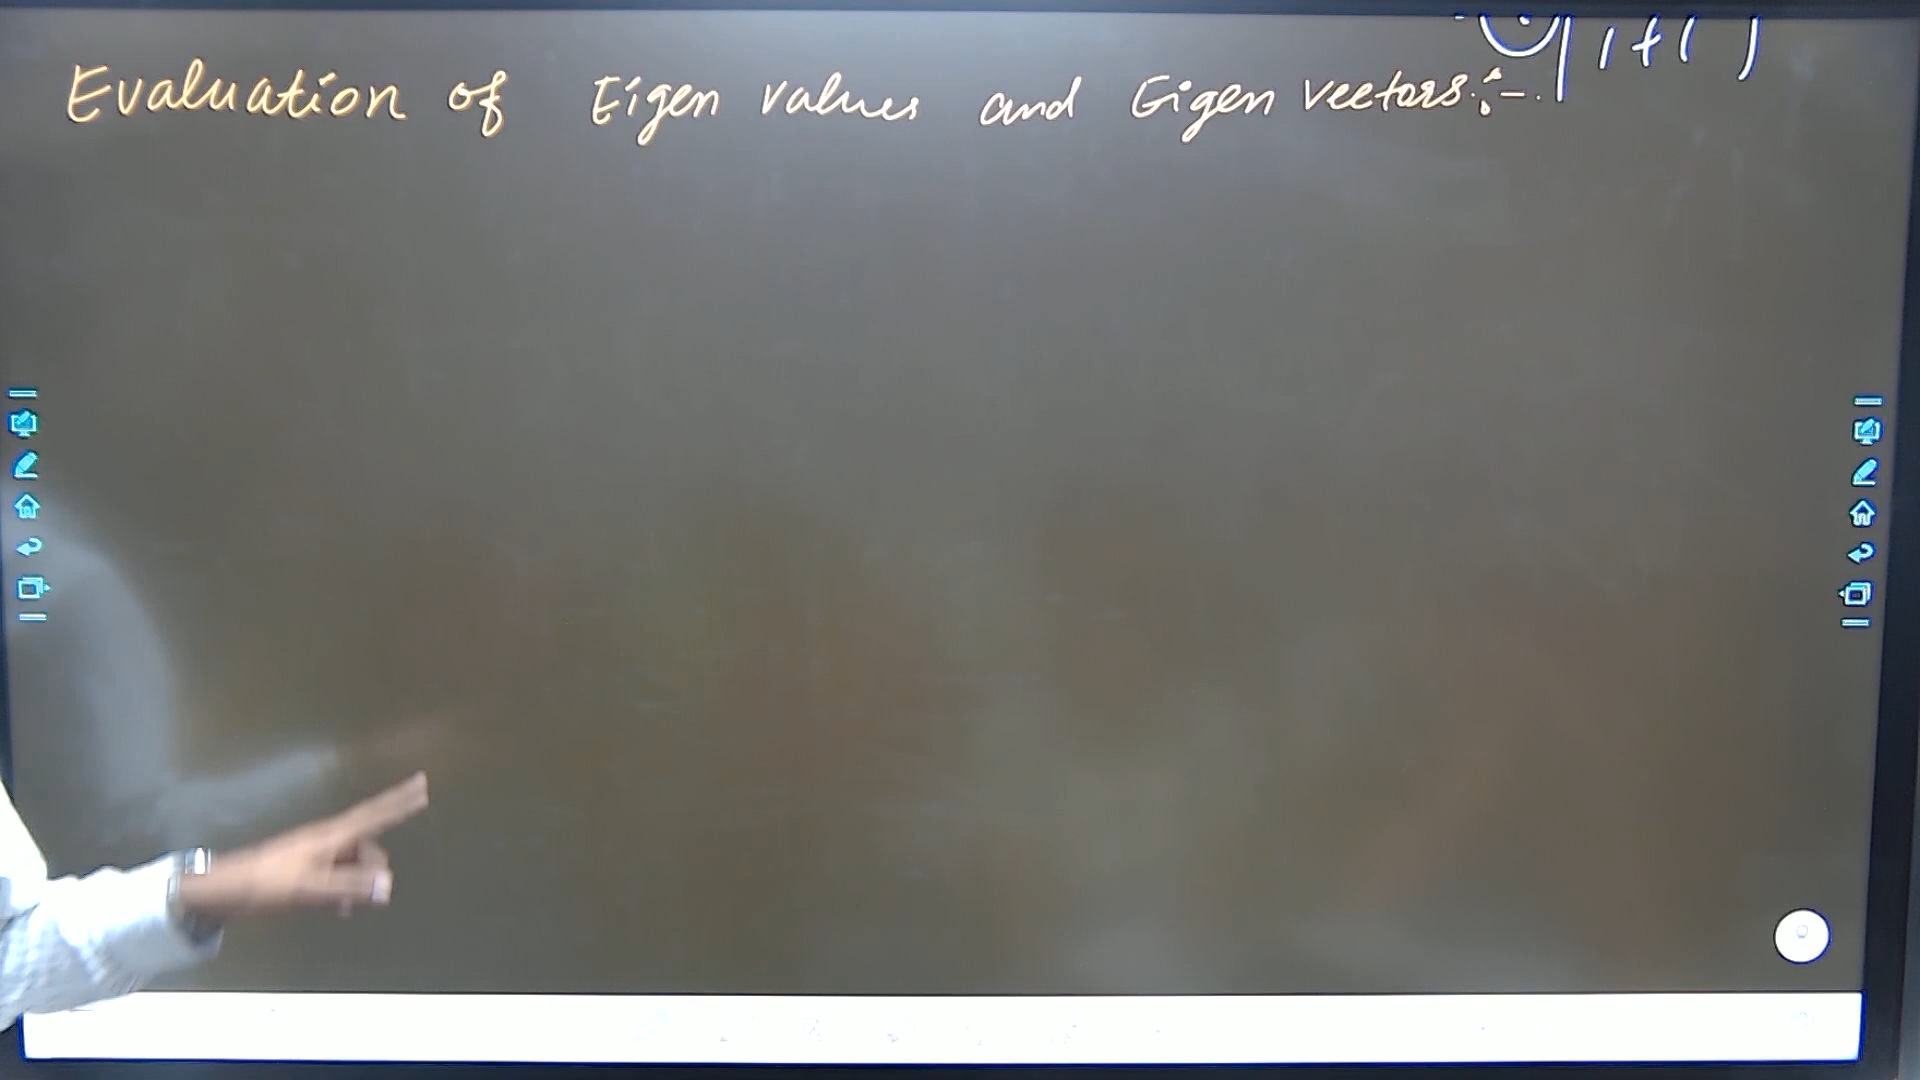 Evaluation of Eigen values and Eigen vectors:-